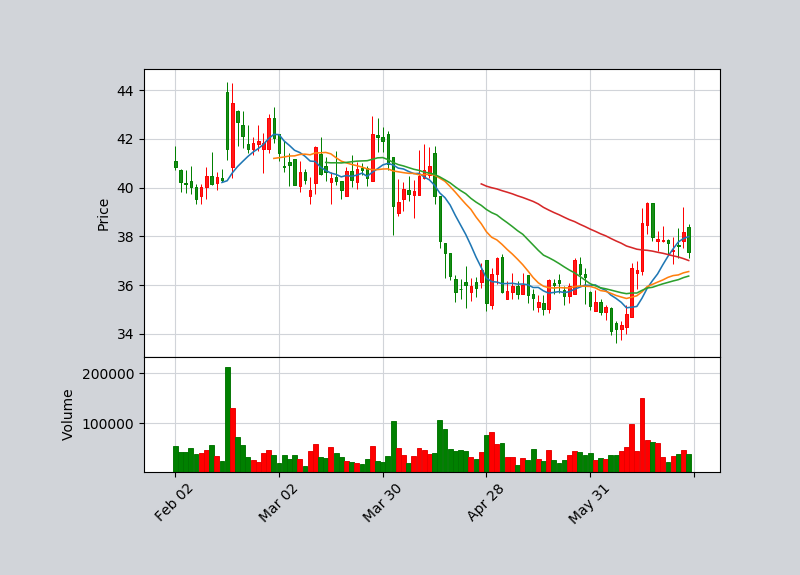 44
42
40
38
36
34
Price
200000
100000
Volume
Feb 02
Mar 02
Mar 30
Apr 28
May 31